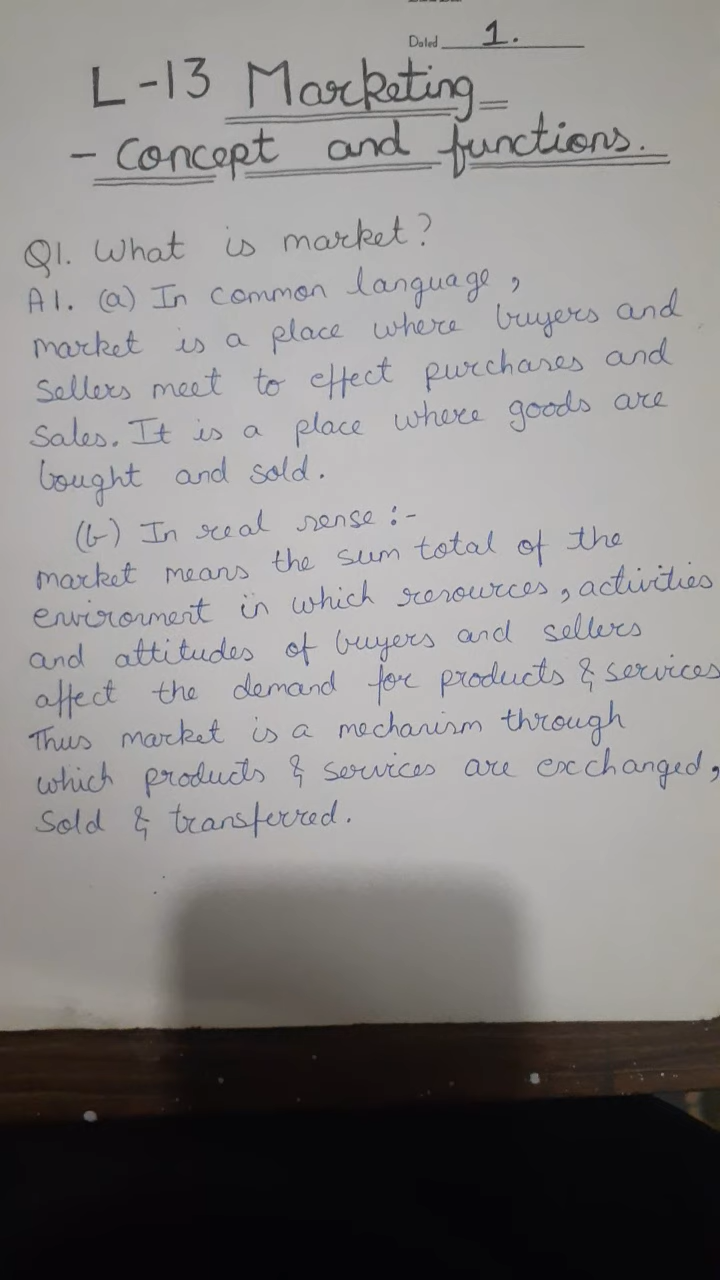 Dated 1.
L-13 Marketing
- Concept and functions.
Q1. What is market?
A1. (a) In common language,
market is a place where buyers and
sellers meet to effect purchases and
sales. It is a place where goods are
bought and sold.
(b) In real sense :-
market means the sum total of the
environment in which resources, activities
and attitudes of buyers and sellers
affect the demand for products & services
Thus market is a mechanism through
which products & services are exchanged,
sold & transferred.